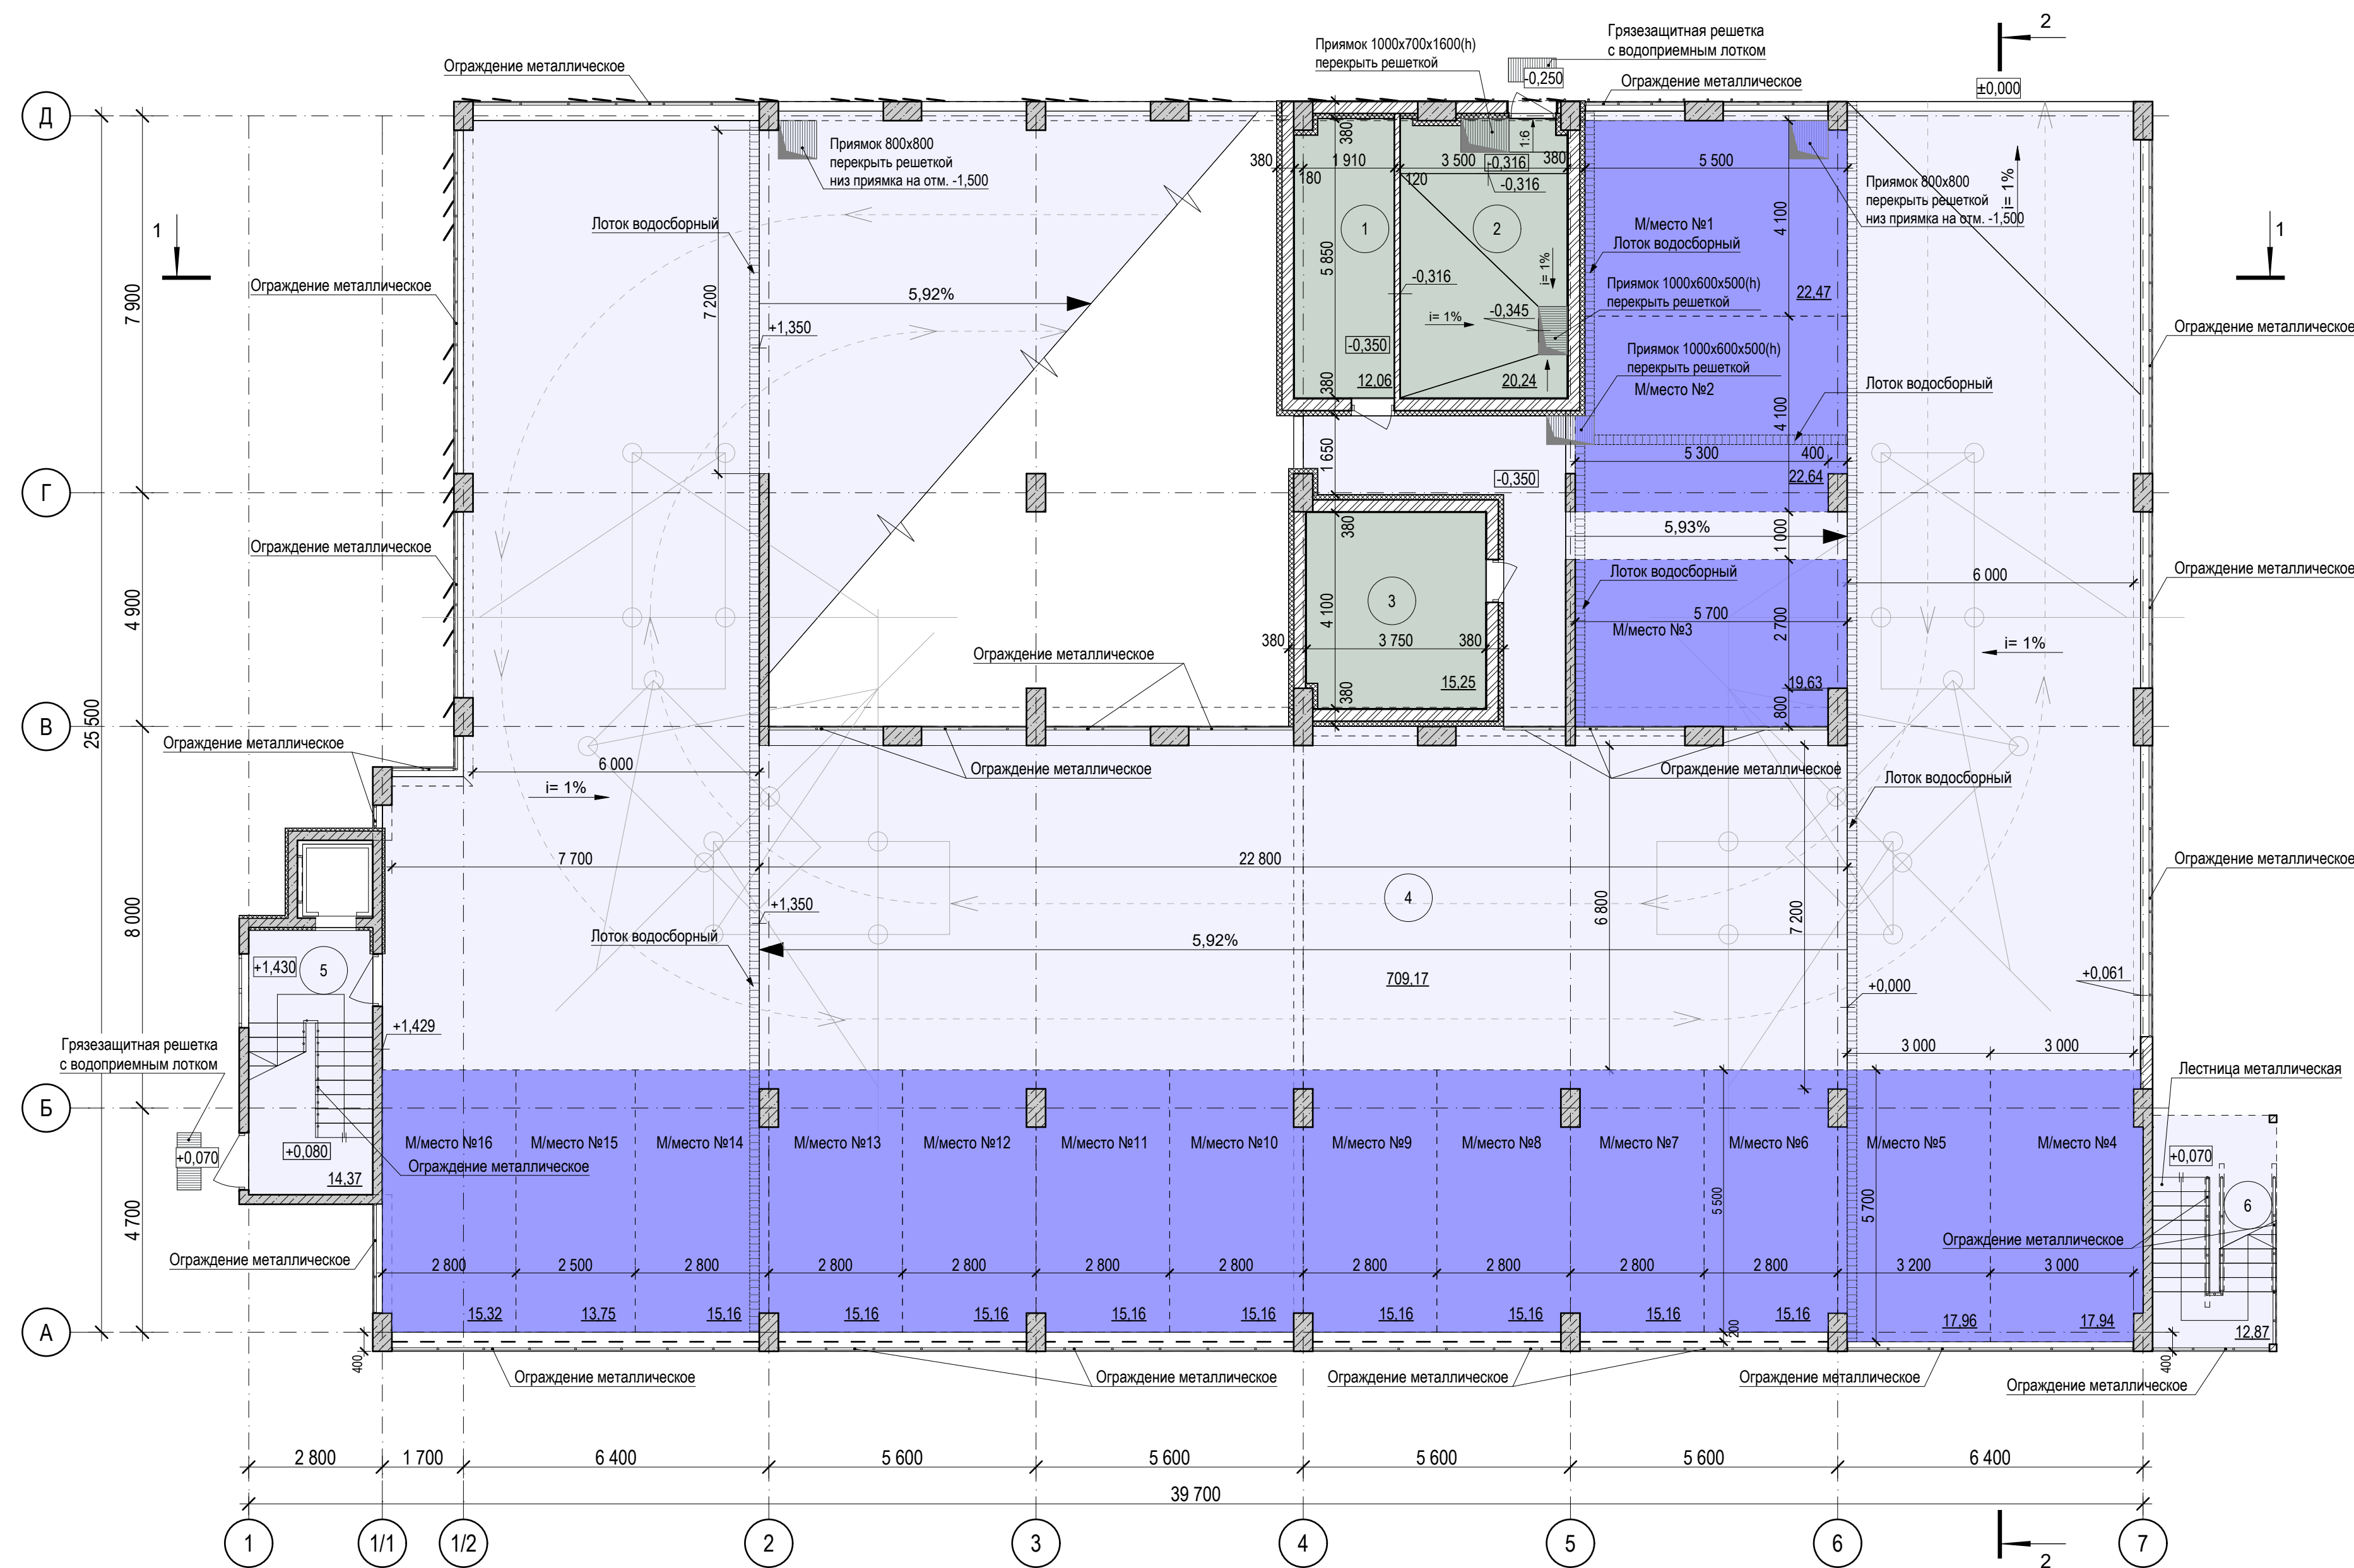 2
Грязезащитная решетка
с водоприемным лотком
Приямок 1000х700х1600(h)
перекрыть решеткой
Ограждение металлическое
-0,250
Ограждение металлическое
±0,000
Д
380
1:6
Приямок 800х800
перекрыть решеткой
низ приямка на отм. -1,500
380
1 910
3 500
-0,316
380
5 500
180
120
-0,316
Приямок 800х800
перекрыть решеткой
низ приямка на отм. -1,500
i= 1%
4 100
7 200
Лоток водосборный
1
2
М/место №1
Лоток водосборный
1
1
5 850
i= 1%
-0,316
Приямок 1000х600х500(h)
перекрыть решеткой
22,47
Ограждение металлическое
7 900
5,92%
+1,350
i= 1%
-0,345
Ограждение металлическое
-0,350
Приямок 1000х600х500(h)
перекрыть решеткой
380
12,06
20,24
М/место №2
Лоток водосборный
4 100
1 650
5 300
400
-0,350
22,64
Г
380
5,93%
1 000
Ограждение металлическое
Ограждение металлическое
Лоток водосборный
6 000
4 900
3
4 100
5 700
2 700
М/место №3
380
3 750
380
i= 1%
Ограждение металлическое
380
15,25
19,63
800
В
25 500
Ограждение металлическое
6 000
Ограждение металлическое
Ограждение металлическое
Лоток водосборный
i= 1%
7 700
22 800
Ограждение металлическое
8 000
4
+1,350
6 800
7 200
Лоток водосборный
5,92%
+1,430
5
709,17
+0,061
+0,000
+1,429
Грязезащитная решетка
с водоприемным лотком
3 000
3 000
Лестница металлическая
Б
М/место №16
М/место №15
М/место №14
М/место №13
М/место №12
М/место №11
М/место №10
М/место №9
М/место №8
М/место №7
М/место №6
М/место №5
М/место №4
+0,070
+0,080
Ограждение металлическое
14,37
+0,070
4 700
5 500
5 700
6
Ограждение металлическое
Ограждение металлическое
2 800
2 500
2 800
2 800
2 800
2 800
2 800
2 800
2 800
2 800
2 800
3 200
3 000
15,32
13,75
15,16
15,16
15,16
15,16
15,16
15,16
15,16
15,16
15,16
17,96
17,94
12,87
А
200
400
400
Ограждение металлическое
Ограждение металлическое
Ограждение металлическое
Ограждение металлическое
Ограждение металлическое
2 800
1 700
6 400
5 600
5 600
5 600
5 600
6 400
39 700
1
1/1
1/2
2
3
4
5
6
7
2